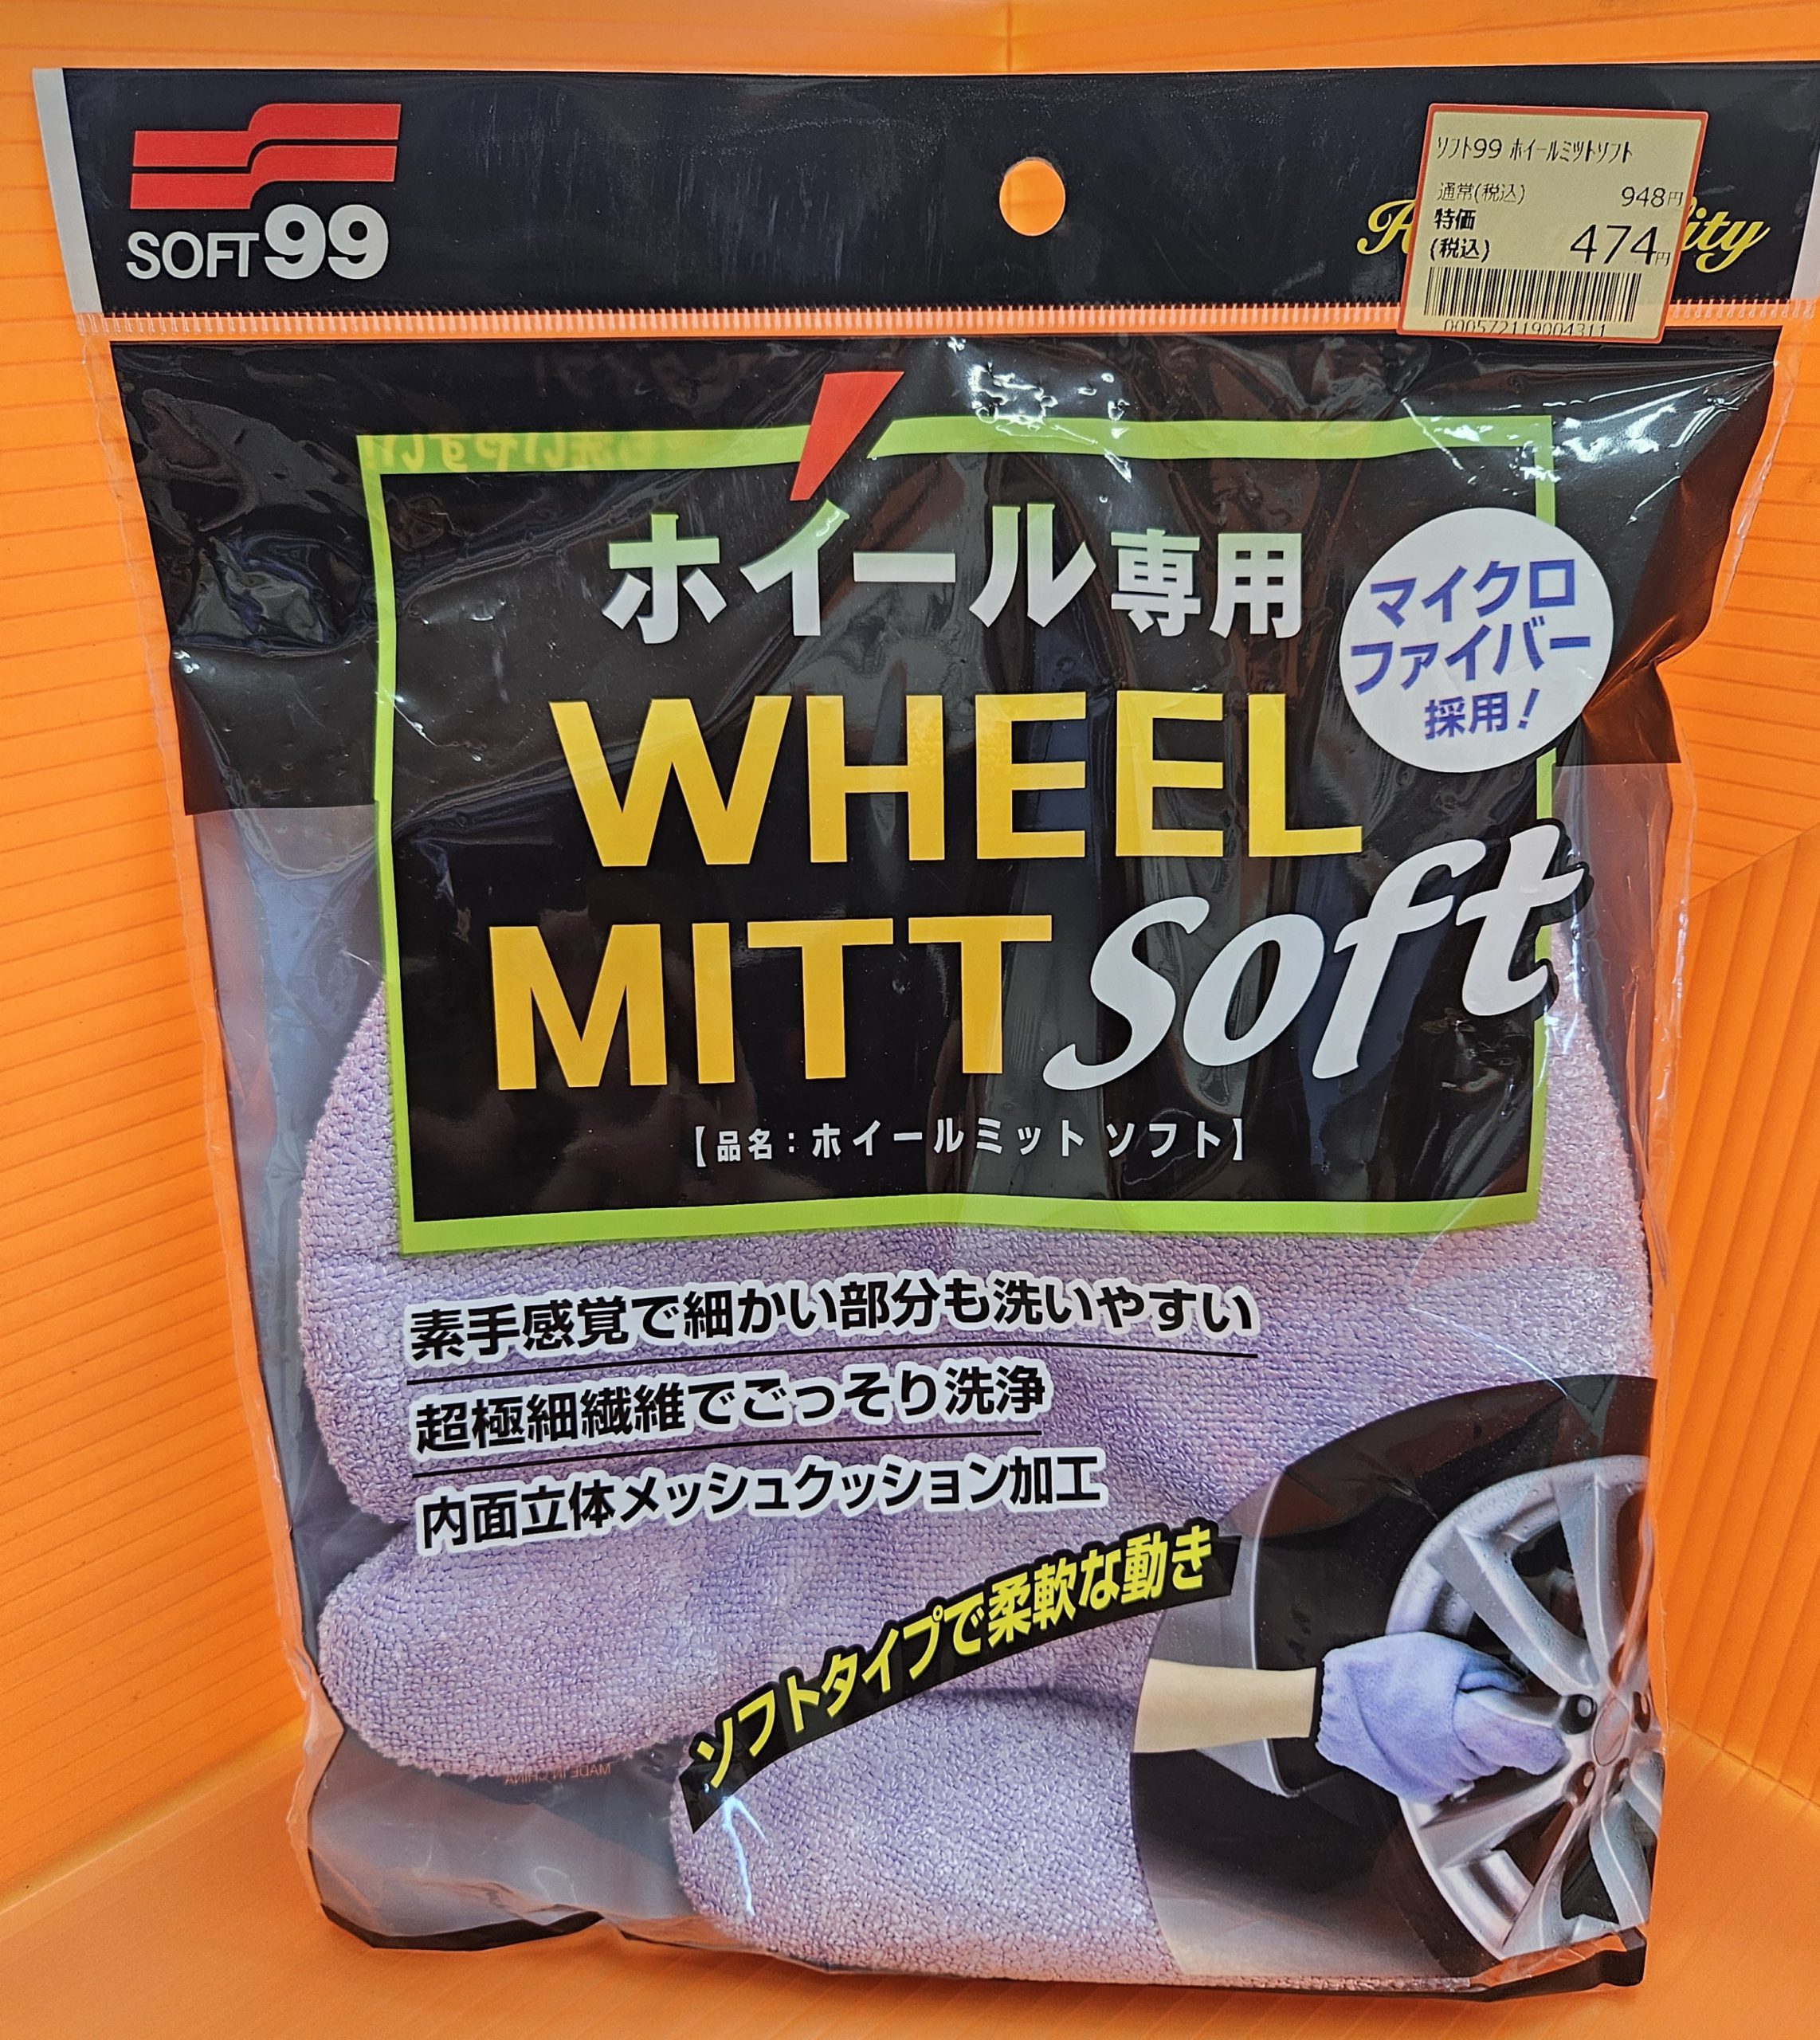 SOFT99
ソフト99 ホイールミットソフト
通常(税込) 948円
特価
(税込) 474円
0000572119004311
ホイール専用
マイクロ
ファイバー
採用!
WHEEL
MITT soft
【品名:ホイールミット ソフト】
素手感覚で細かい部分も洗いやすい
超極細繊維でごっそり洗浄
内面立体メッシュクッション加工
ソフトタイプで柔軟な動き
MADE IN CHINA